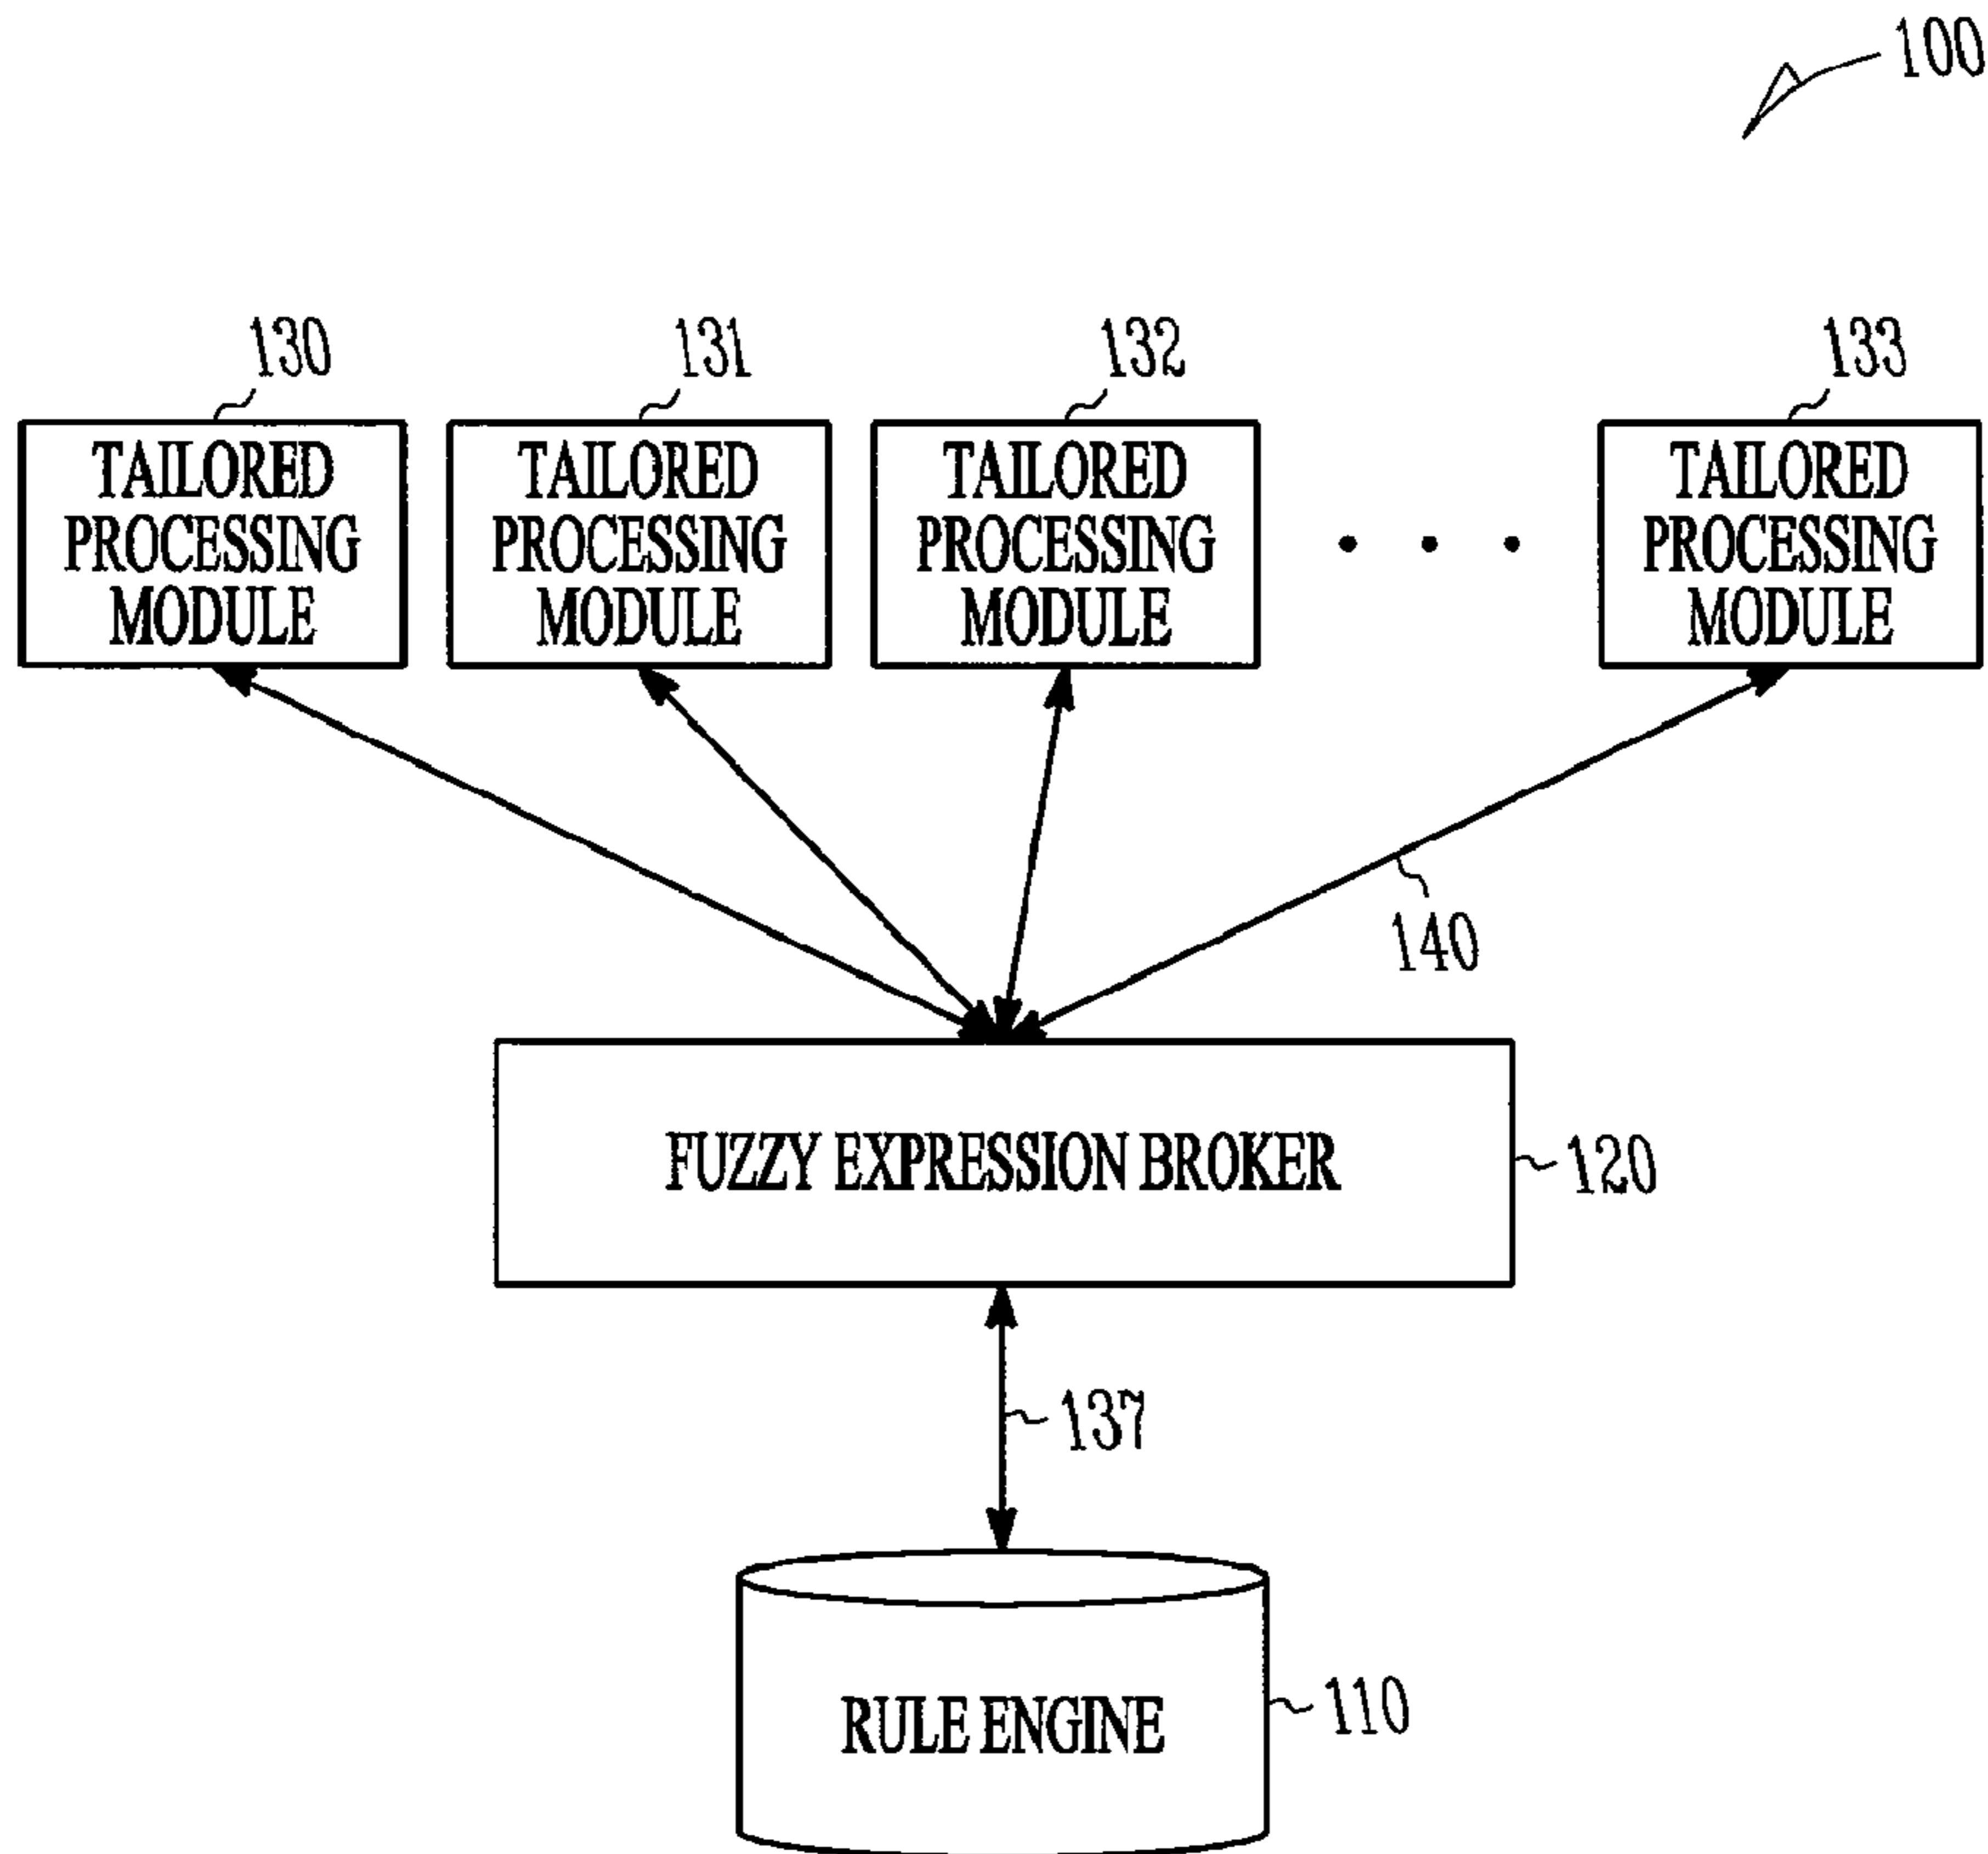 100
130
131
132
133
TAILORED
PROCESSING
MODULE
TAILORED
PROCESSING
MODULE
TAILORED
PROCESSING
MODULE
• • •
TAILORED
PROCESSING
MODULE
140
FUZZY EXPRESSION BROKER
120
137
RULE ENGINE
110